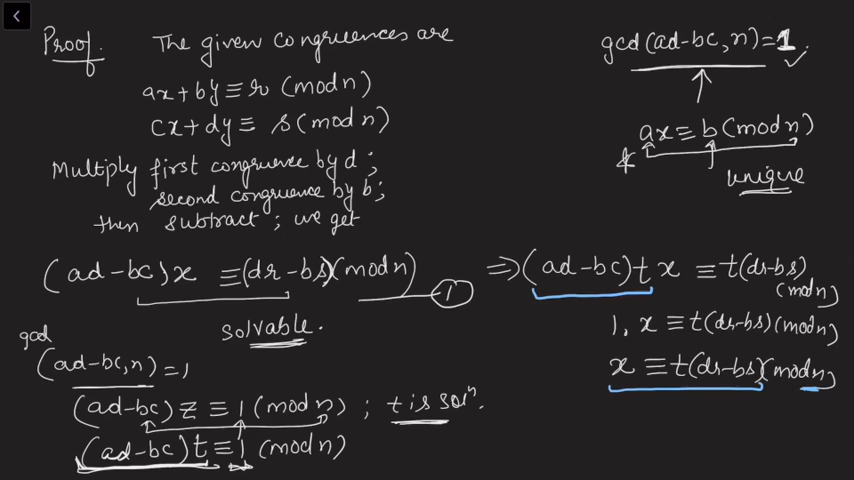 Proof. The given congruences are
ax+by≡r (mod n)
cx+dy≡ s(mod n)
Multiply first congruence by d;
second congruence by b;
then subtract; we get
(ad-bc)x ≡(dr-bs)(mod n) ①
solvable.
gcd
(ad-bc,n)=1
(ad-bc) z ≡ 1 (mod n) ; t is solⁿ.
(ad-bc) t ≡ 1 (mod n)
gcd(ad-bc,n)=1. ✓
* ax≡b(mod n)
unique
⇒(ad-bc)t x ≡t(dr-bs)
(mod n)
1, x ≡t(dr-bs)(mod n)
x ≡t(dr-bs)(mod n)